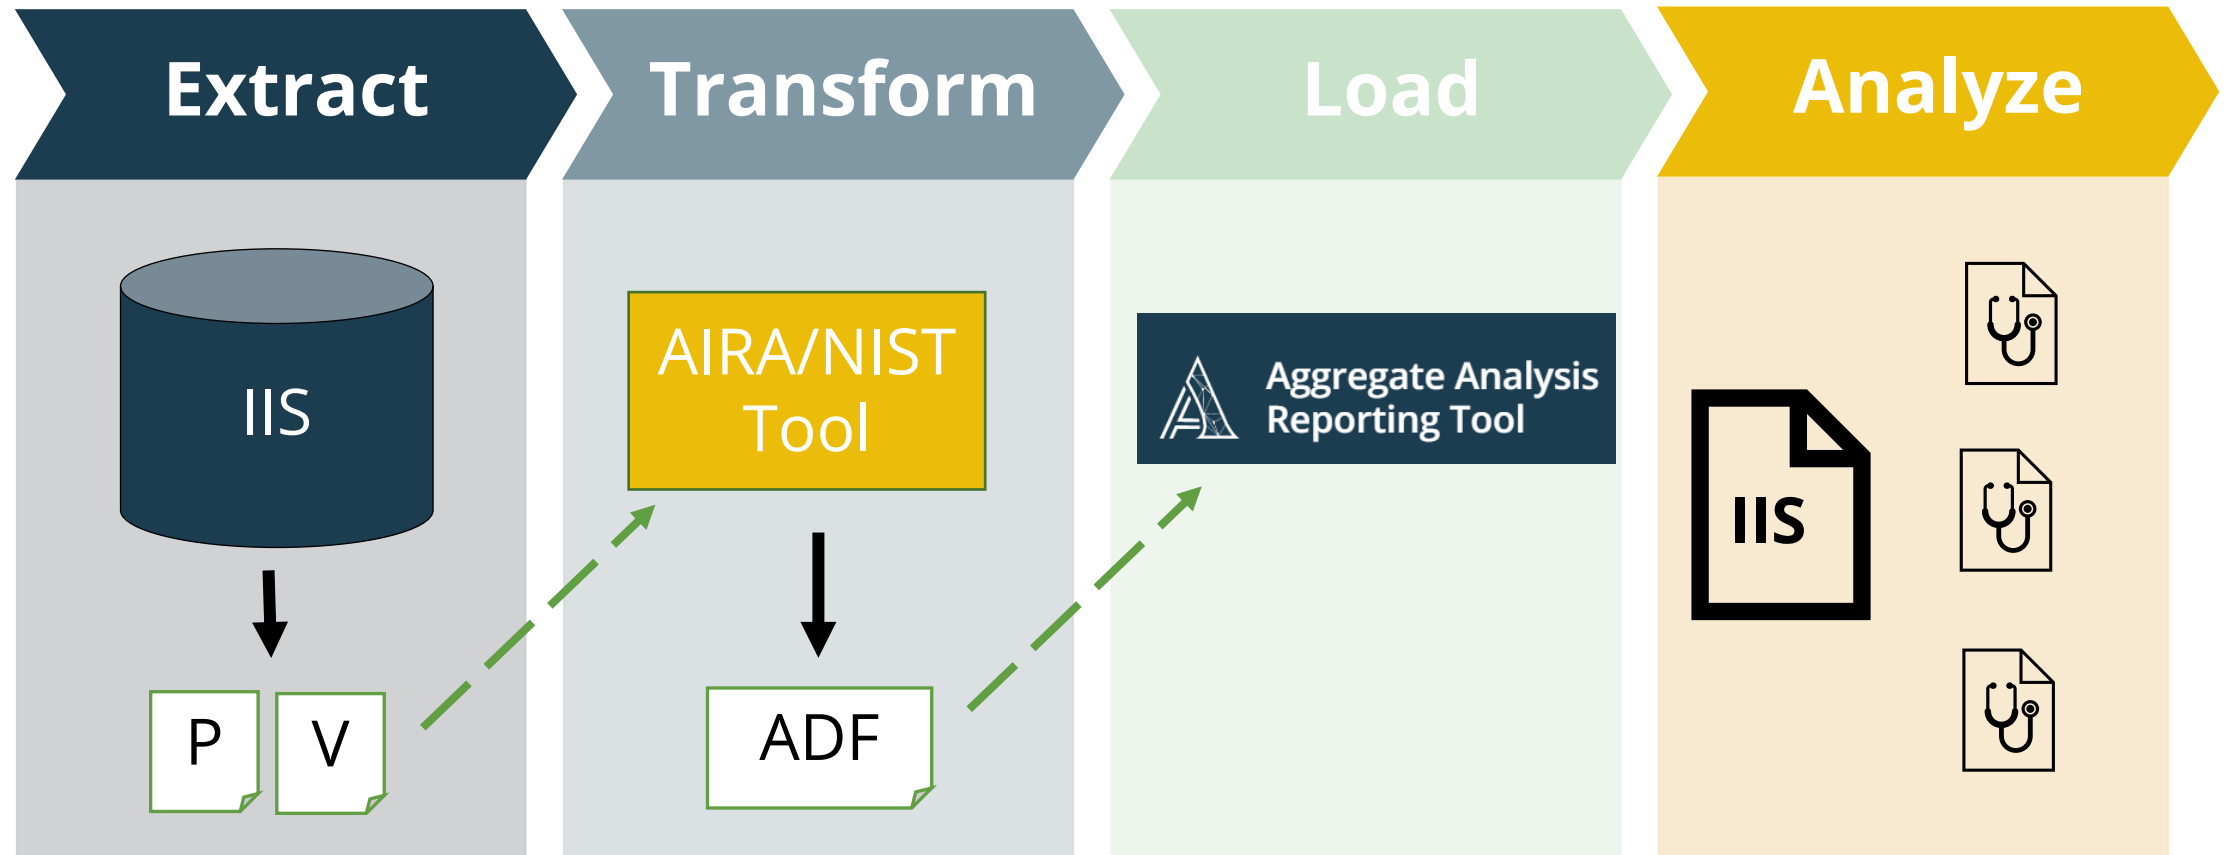 Extract
Transform
Load
Analyze
IIS
P
V
AIRA/NIST
Tool
ADF
Aggregate Analysis
Reporting Tool
IIS